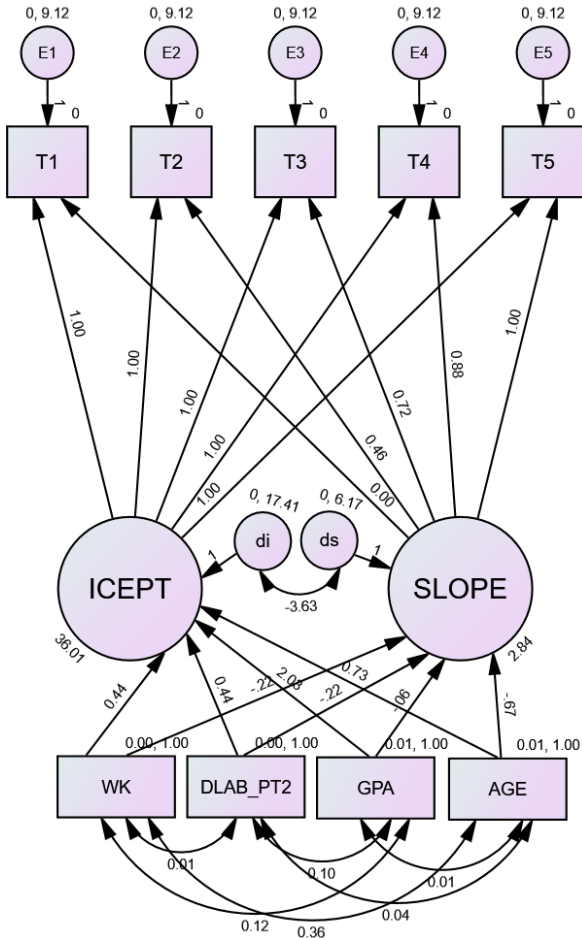 0, 9.12 0, 9.12 0, 9.12 0, 9.12 0, 9.12
E1 E2 E3 E4 E5
1 0 1 0 1 0 1 0 1 0
T1 T2 T3 T4 T5
1.00 1.00 1.00 1.00 1.00
0.00 0.46 0.72 0.88 1.00
0, 17.41 0, 6.17
di ds
1 1
-3.63
ICEPT SLOPE
36.01 2.84
0.44 0.44 2.08 0.73
-.22 -.22 -.06 -.67
0.00, 1.00 0.00, 1.00 0.01, 1.00 0.01, 1.00
WK DLAB_PT2 GPA AGE
0.01 0.10 0.01
0.12 0.36 0.04